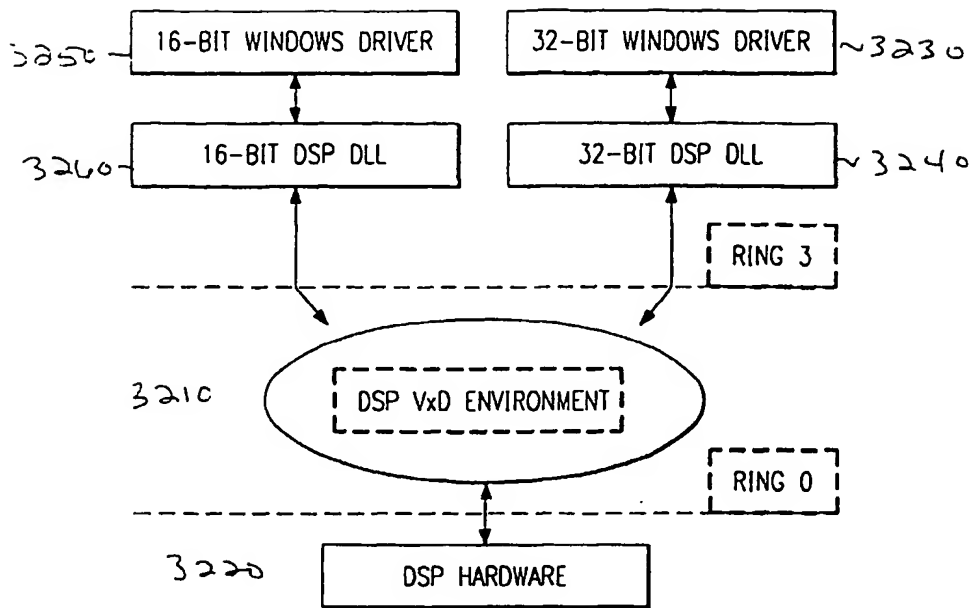 3250 16-BIT WINDOWS DRIVER 32-BIT WINDOWS DRIVER 3230
3260 16-BIT DSP DLL 32-BIT DSP DLL 3240
RING 3
3210 DSP VxD ENVIRONMENT
RING 0
3220 DSP HARDWARE